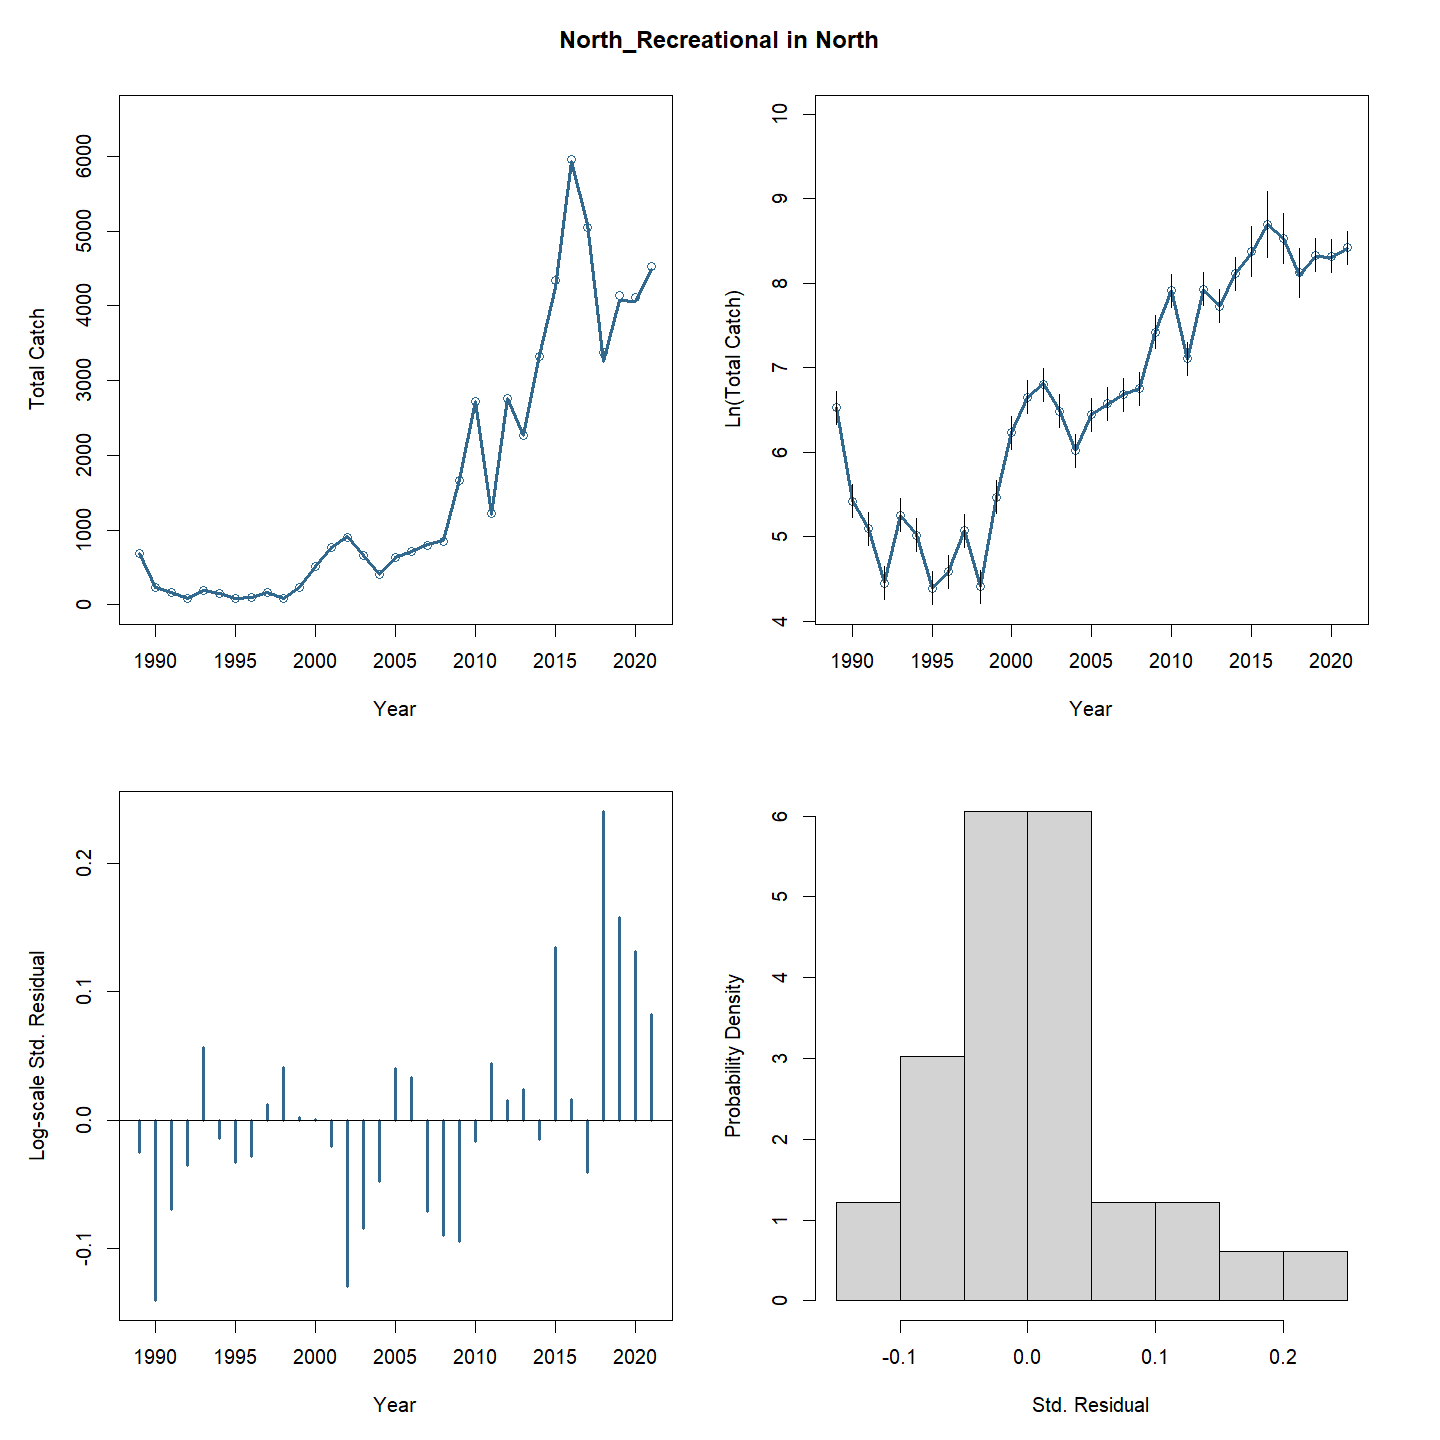 North_Recreational in North
Total Catch
6000
5000
4000
3000
2000
1000
0
1990 1995 2000 2005 2010 2015 2020
Year
Ln(Total Catch)
10
9
8
7
6
5
4
1990 1995 2000 2005 2010 2015 2020
Year
Log-scale Std. Residual
0.2
0.1
0.0
-0.1
1990 1995 2000 2005 2010 2015 2020
Year
Probability Density
6
5
4
3
2
1
0
-0.1 0.0 0.1 0.2
Std. Residual